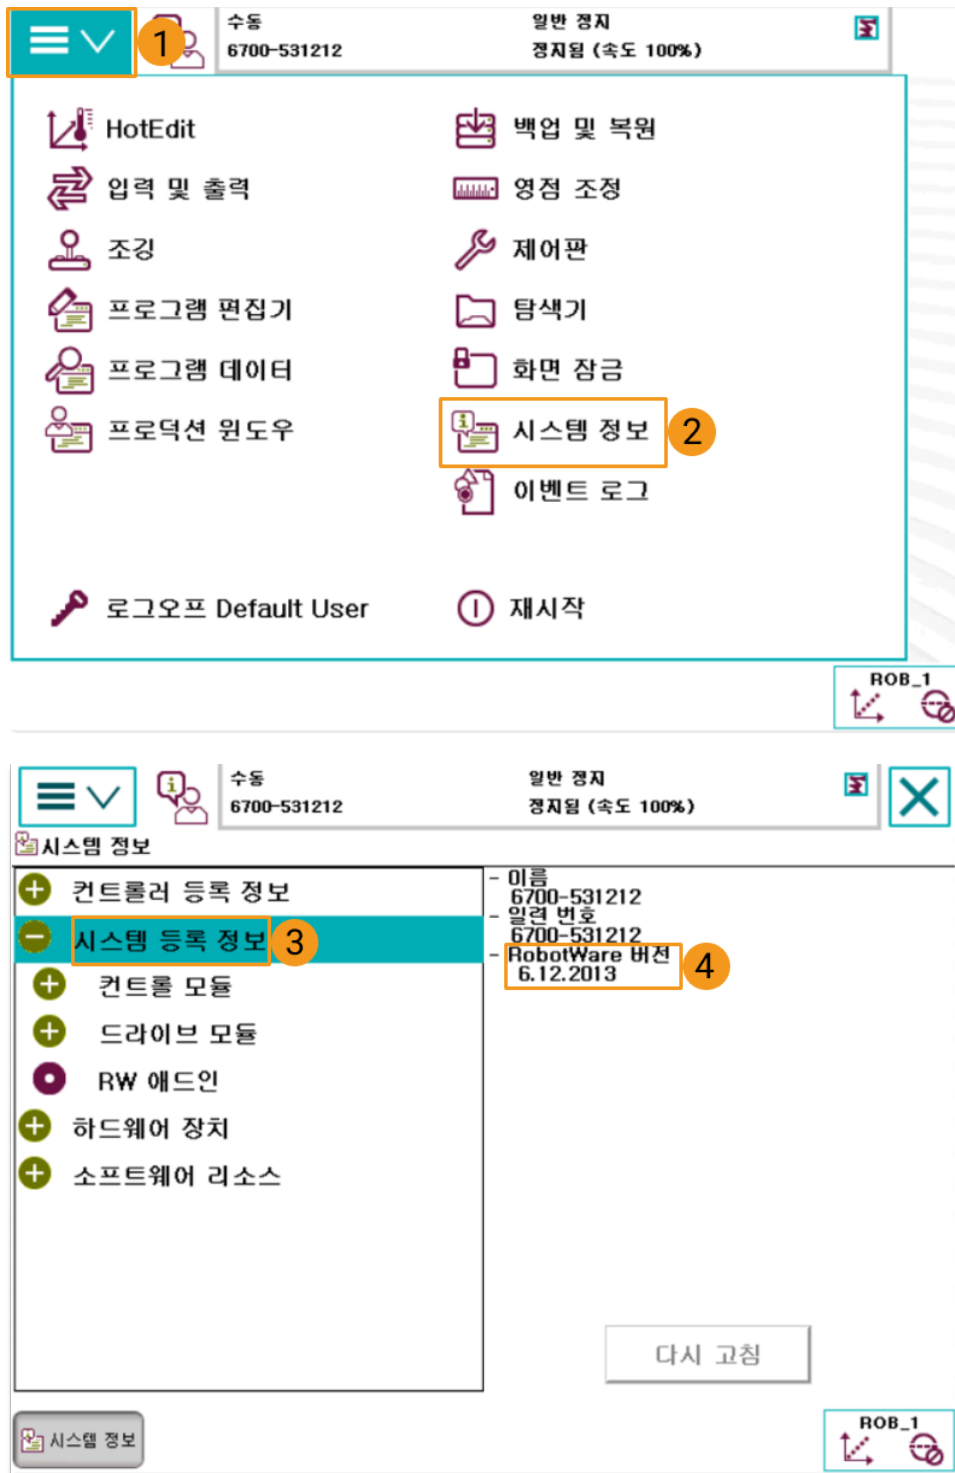 1
수동
6700-531212
일반 정지
정지됨 (속도 100%)
HotEdit
백업 및 복원
입력 및 출력
영점 조정
조깅
제어판
프로그램 편집기
탐색기
프로그램 데이터
화면 잠금
프로덕션 윈도우
시스템 정보
2
이벤트 로그
로그오프 Default User
재시작
ROB_1
수동
6700-531212
일반 정지
정지됨 (속도 100%)
시스템 정보
컨트롤러 등록 정보
시스템 등록 정보
3
컨트롤 모듈
드라이브 모듈
RW 애드인
하드웨어 장치
소프트웨어 리소스
- 이름
6700-531212
- 일련 번호
6700-531212
- RobotWare 버전
6.12.2013
4
다시 고침
시스템 정보
ROB_1